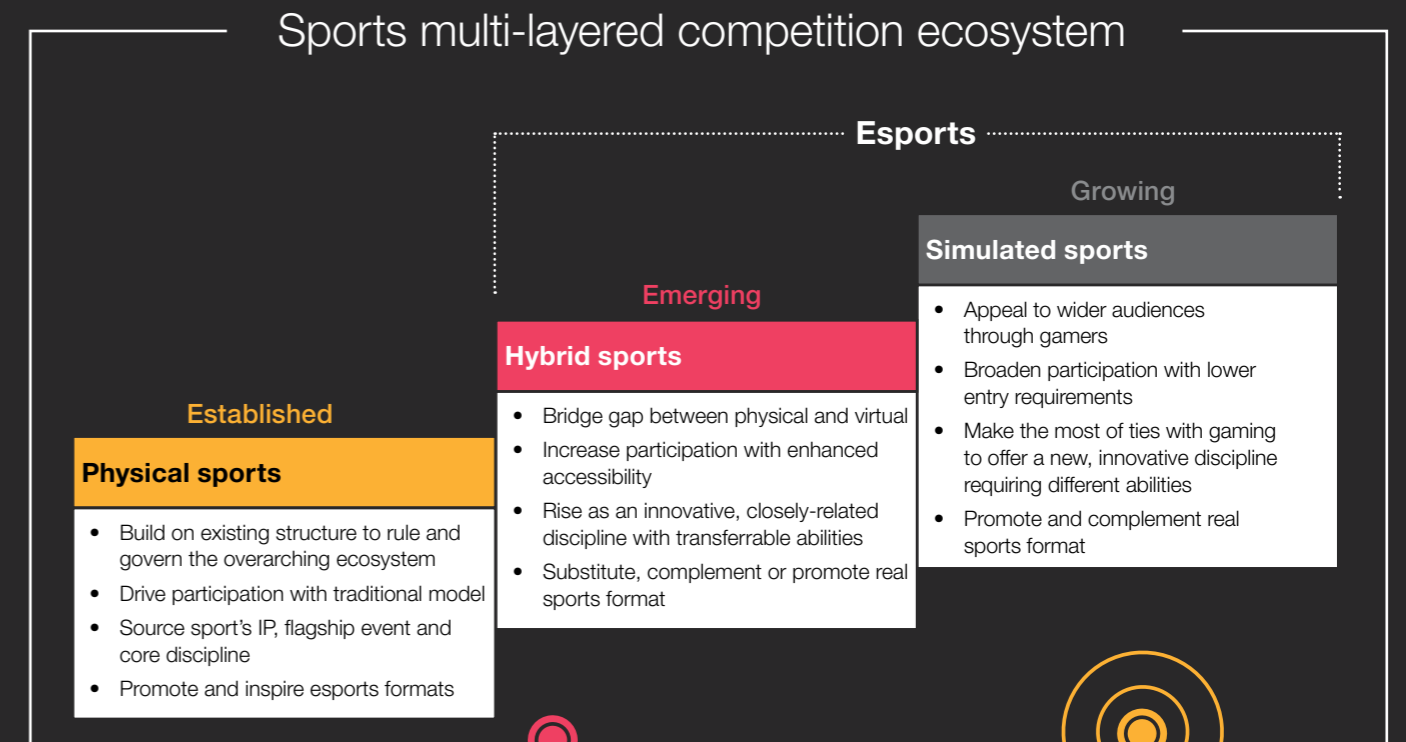 Sports multi-layered competition ecosystem
Esports
Growing
Simulated sports
• Appeal to wider audiences
through gamers
• Broaden participation with lower
entry requirements
• Make the most of ties with gaming
to offer a new, innovative discipline
requiring different abilities
• Promote and complement real
sports format
Emerging
Hybrid sports
• Bridge gap between physical and virtual
• Increase participation with enhanced
accessibility
• Rise as an innovative, closely-related
discipline with transferrable abilities
• Substitute, complement or promote real
sports format
Established
Physical sports
• Build on existing structure to rule and
govern the overarching ecosystem
• Drive participation with traditional model
• Source sport's IP, flagship event and
core discipline
• Promote and inspire esports formats